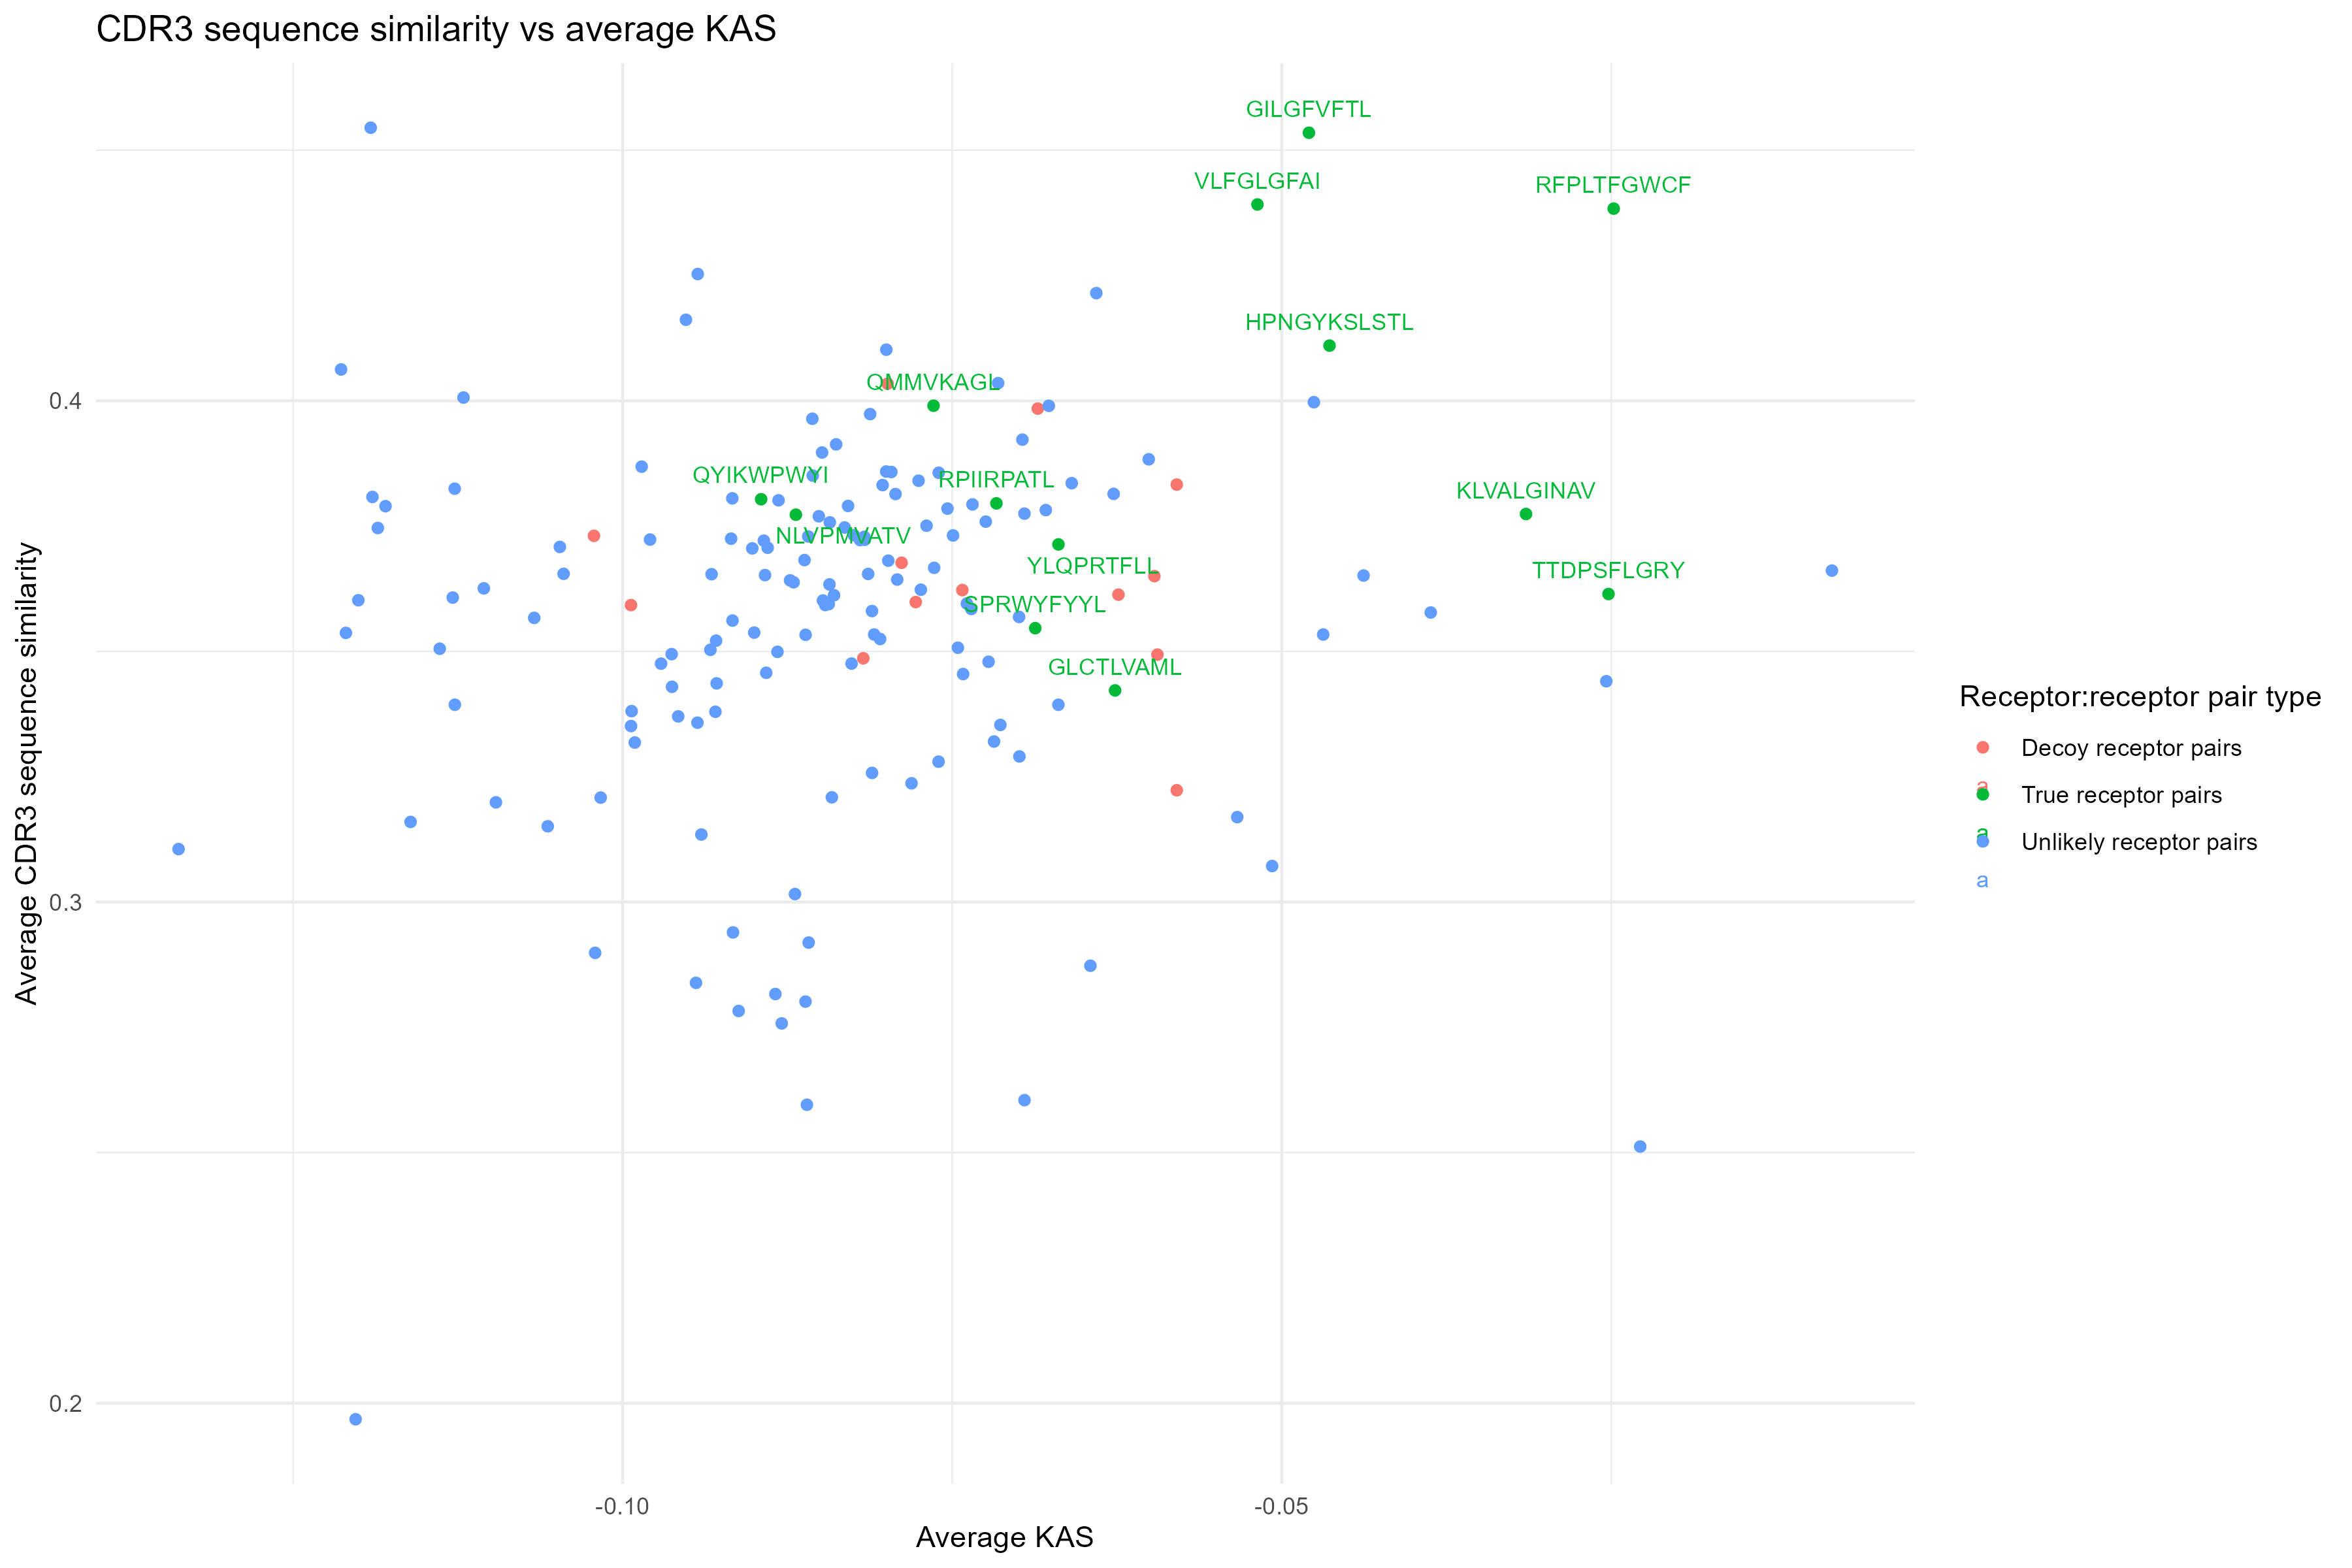 CDR3 sequence similarity vs average KAS
GILGFVFTL
VLFGLGFAI
RFPLTFGWCF
HPNGYKSLSTL
QMMVKAGL
0.4
QYIKWPWYI
RPIIRPATL
KLVALGINAV
NLVPMVATV
YLQPRTFLL
TTDPSFLGRY
SPRWYFYYL
GLCTLVAML
0.3
0.2
Average CDR3 sequence similarity
-0.10
-0.05
Average KAS
Receptor:receptor pair type
Decoy receptor pairs
a
True receptor pairs
a
Unlikely receptor pairs
a